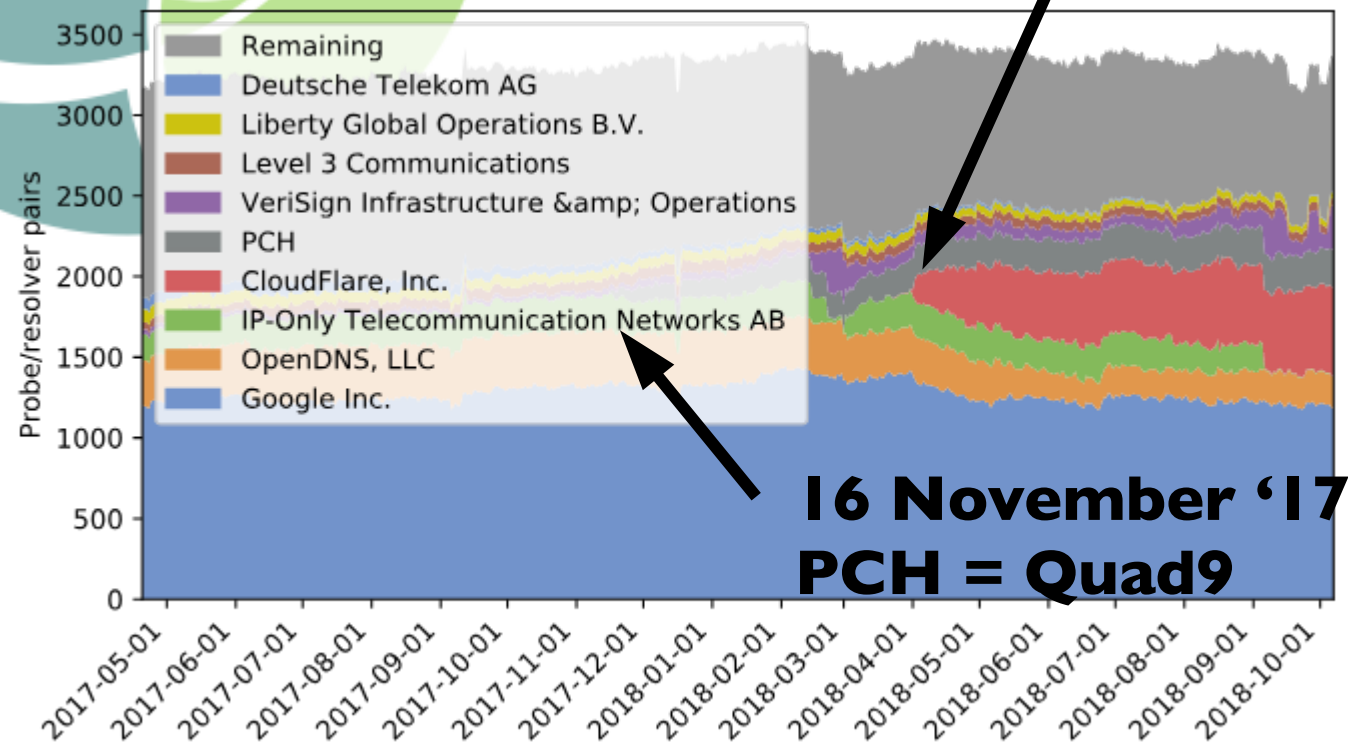 3500
3000
2500
2000
1500
1000
500
0
Probe/resolver pairs
Remaining
Deutsche Telekom AG
Liberty Global Operations B.V.
Level 3 Communications
VeriSign Infrastructure &amp; Operations
PCH
CloudFlare, Inc.
IP-Only Telecommunication Networks AB
OpenDNS, LLC
Google Inc.
16 November ‘17
PCH = Quad9
2017-05-01
2017-06-01
2017-07-01
2017-08-01
2017-09-01
2017-10-01
2017-11-01
2017-12-01
2018-01-01
2018-02-01
2018-03-01
2018-04-01
2018-05-01
2018-06-01
2018-07-01
2018-08-01
2018-09-01
2018-10-01